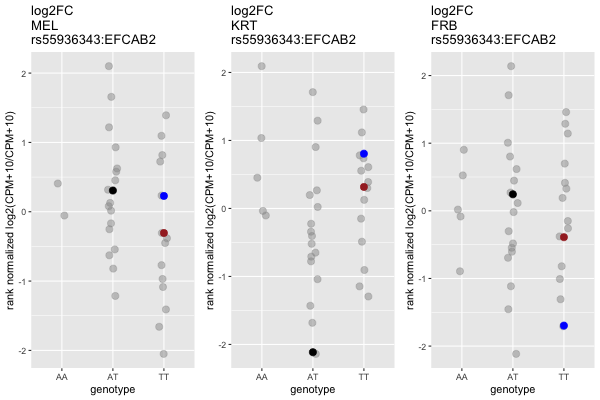 log2FC
MEL
rs55936343:EFCAB2
rank normalized log2(CPM+10/CPM+10)
2
1
0
-1
-2
AA AT TT
genotype
log2FC
KRT
rs55936343:EFCAB2
rank normalized log2(CPM+10/CPM+10)
2
1
0
-1
-2
AA AT TT
genotype
log2FC
FRB
rs55936343:EFCAB2
rank normalized log2(CPM+10/CPM+10)
2
1
0
-1
-2
AA AT TT
genotype